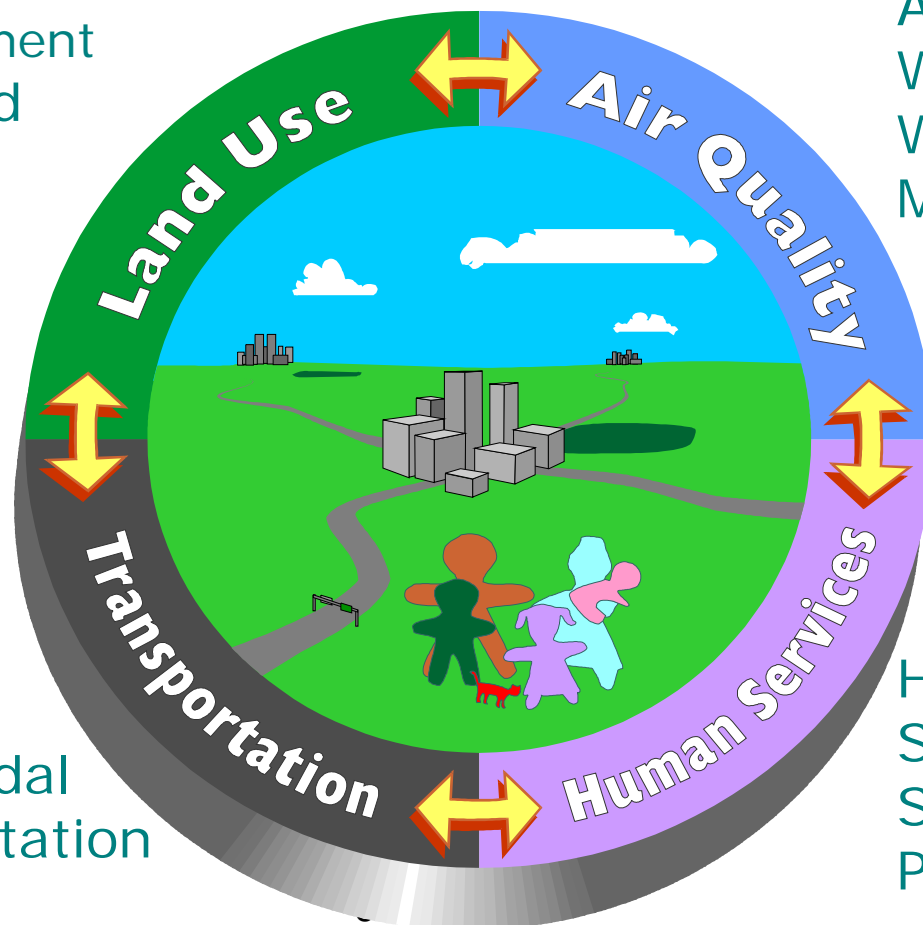 ment
d
Land Use
Air Quality
A
W
W
M
Transportation
Human Services
dal
tation
H
S
S
P